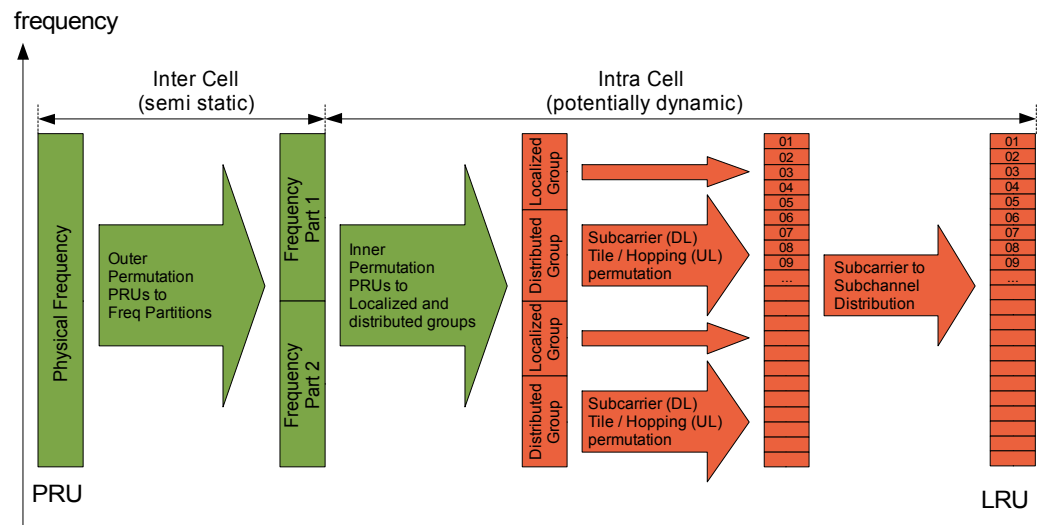 frequency
Inter Cell
(semi static)
Intra Cell
(potentially dynamic)
Physical Frequency
Outer
Permutation
PRUs to
Freq Partitions
Frequency
Part 1
Frequency
Part 2
Inner
Permutation
PRUs to
Localized and
distributed groups
Localized
Group
Distributed
Group
Localized
Group
Distributed
Group
Subcarrier (DL)
Tile / Hopping (UL)
permutation
Subcarrier (DL)
Tile / Hopping (UL)
permutation
01
02
03
04
05
06
07
08
09
...
Subcarrier to
Subchannel
Distribution
01
02
03
04
05
06
07
08
09
...
PRU
LRU